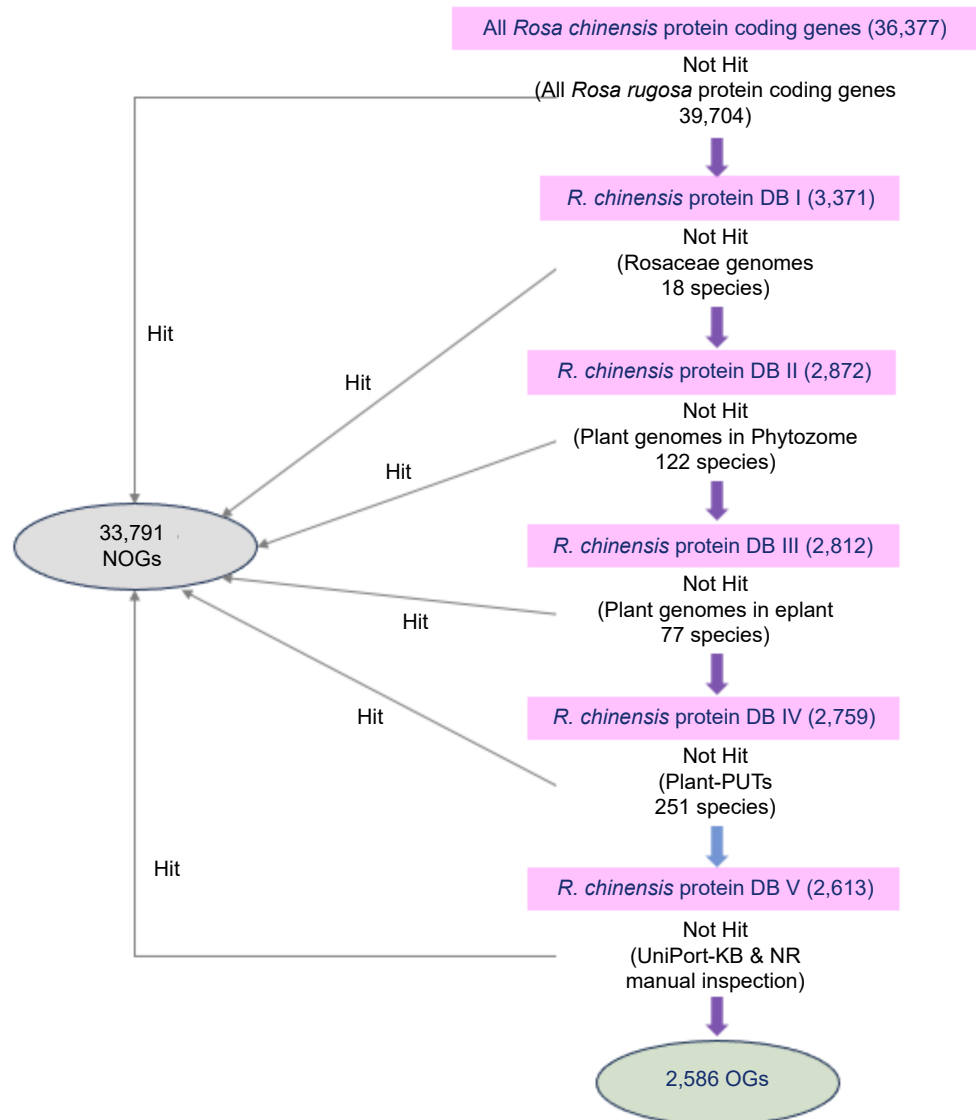 All Rosa chinensis protein coding genes (36,377)
Not Hit
(All Rosa rugosa protein coding genes
39,704)
R. chinensis protein DB I (3,371)
Not Hit
(Rosaceae genomes
18 species)
Hit
Hit
R. chinensis protein DB II (2,872)
Not Hit
(Plant genomes in Phytozome
122 species)
Hit
33,791
NOGs
R. chinensis protein DB III (2,812)
Not Hit
(Plant genomes in eplant
77 species)
Hit
R. chinensis protein DB IV (2,759)
Hit
Not Hit
(Plant-PUTs
251 species)
Hit
R. chinensis protein DB V (2,613)
Not Hit
(UniPort-KB & NR
manual inspection)
2,586 OGs